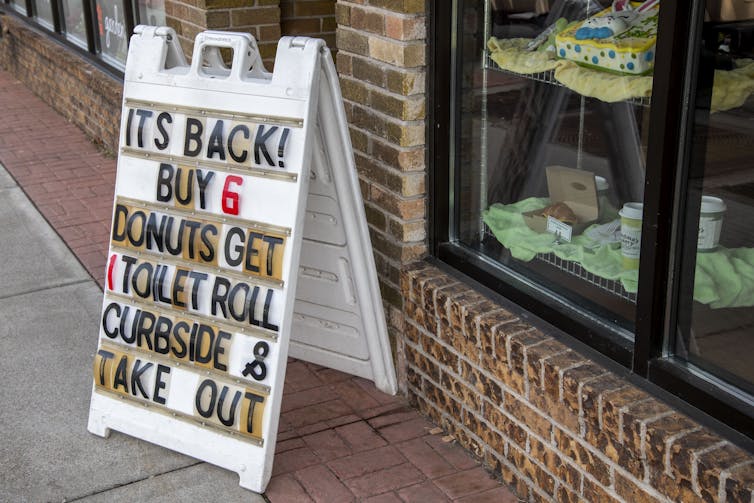 ITS BACK!
BUY 6
DONUTS GET
1 TOILET ROLL
CURBSIDE &
TAKE OUT